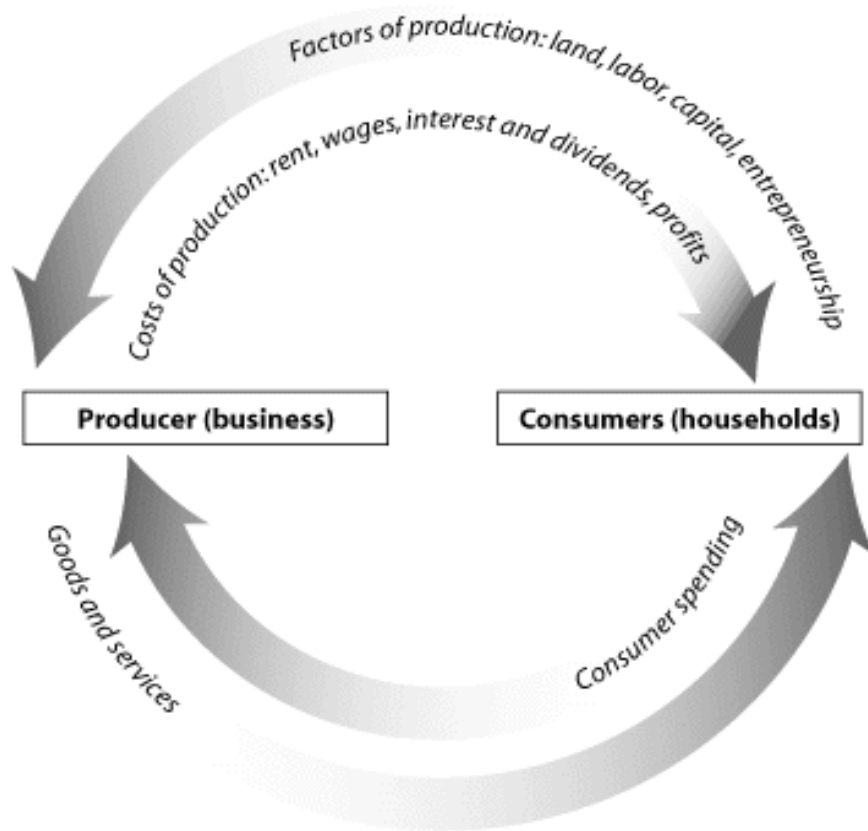 Factors of production: land, labor, capital, entrepreneurship
Costs of production: rent, wages, interest and dividends, profits
Producer (business)
Consumers (households)
Goods and services
Consumer spending